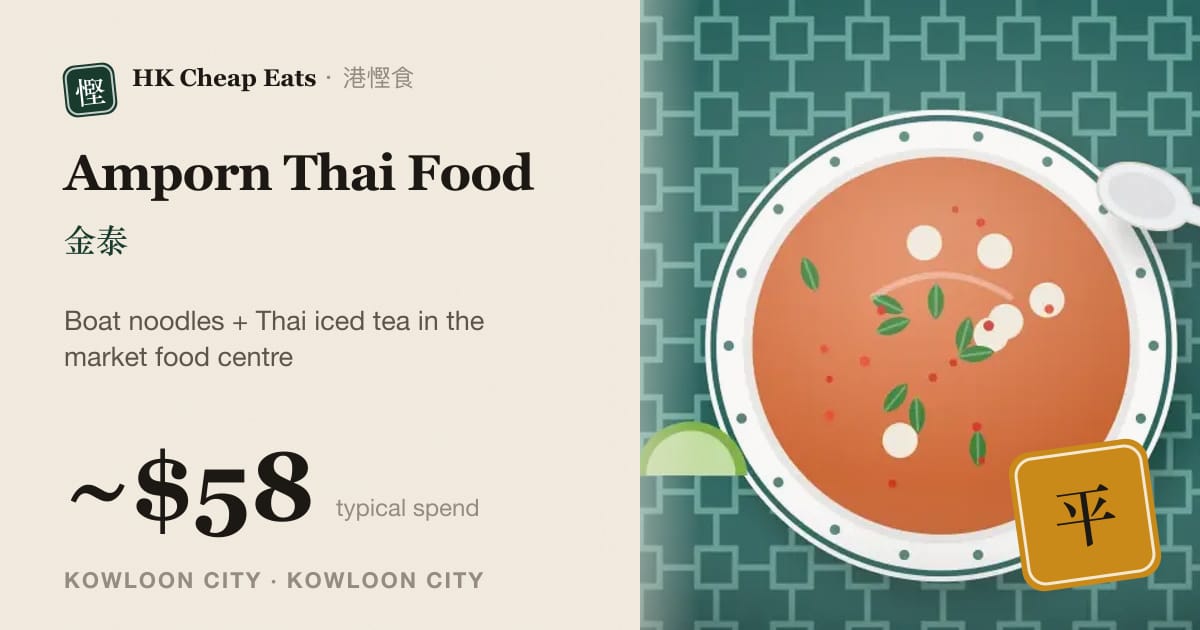 慳
HK Cheap Eats · 港慳食
Amporn Thai Food
金泰
Boat noodles + Thai iced tea in the
market food centre
~$58 typical spend
KOWLOON CITY · KOWLOON CITY
平